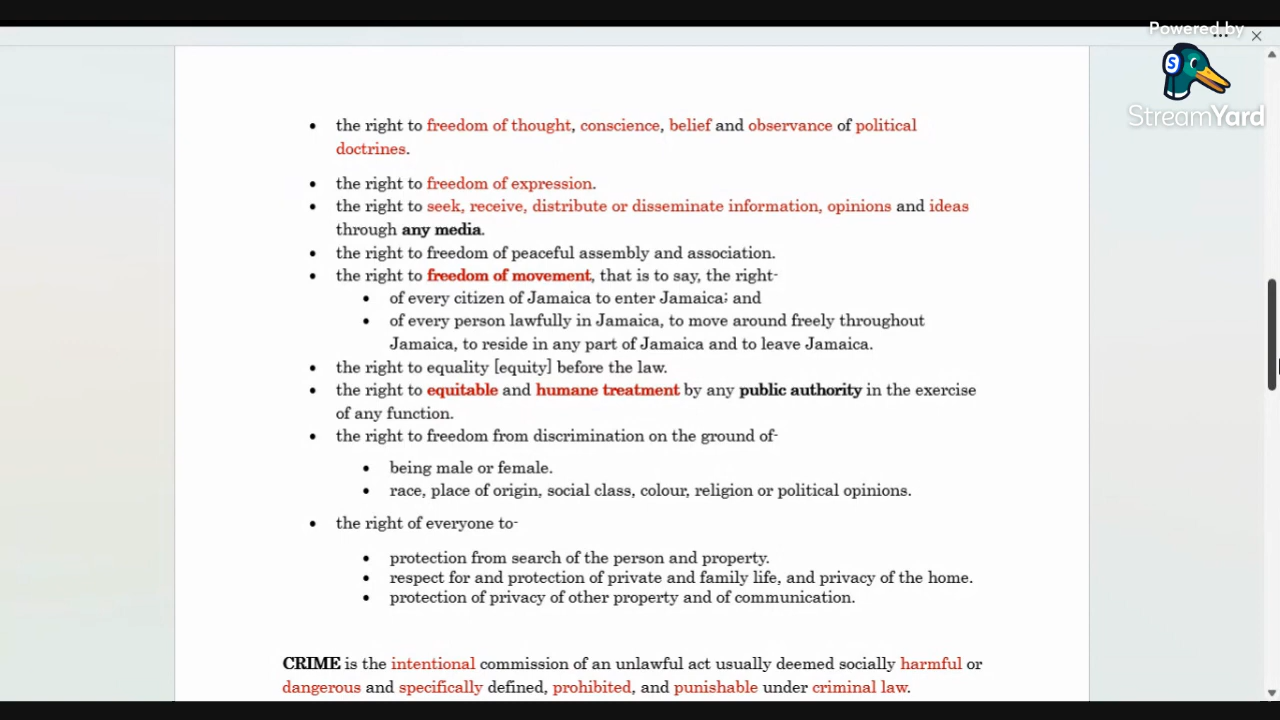 Powered by
StreamYard
• the right to freedom of thought, conscience, belief and observance of political
doctrines.
• the right to freedom of expression.
• the right to seek, receive, distribute or disseminate information, opinions and ideas
through any media.
• the right to freedom of peaceful assembly and association.
• the right to freedom of movement, that is to say, the right-
• of every citizen of Jamaica to enter Jamaica; and
• of every person lawfully in Jamaica, to move around freely throughout
Jamaica, to reside in any part of Jamaica and to leave Jamaica.
• the right to equality [equity] before the law.
• the right to equitable and humane treatment by any public authority in the exercise
of any function.
• the right to freedom from discrimination on the ground of-
• being male or female.
• race, place of origin, social class, colour, religion or political opinions.
• the right of everyone to-
• protection from search of the person and property.
• respect for and protection of private and family life, and privacy of the home.
• protection of privacy of other property and of communication.
CRIME is the intentional commission of an unlawful act usually deemed socially harmful or
dangerous and specifically defined, prohibited, and punishable under criminal law.